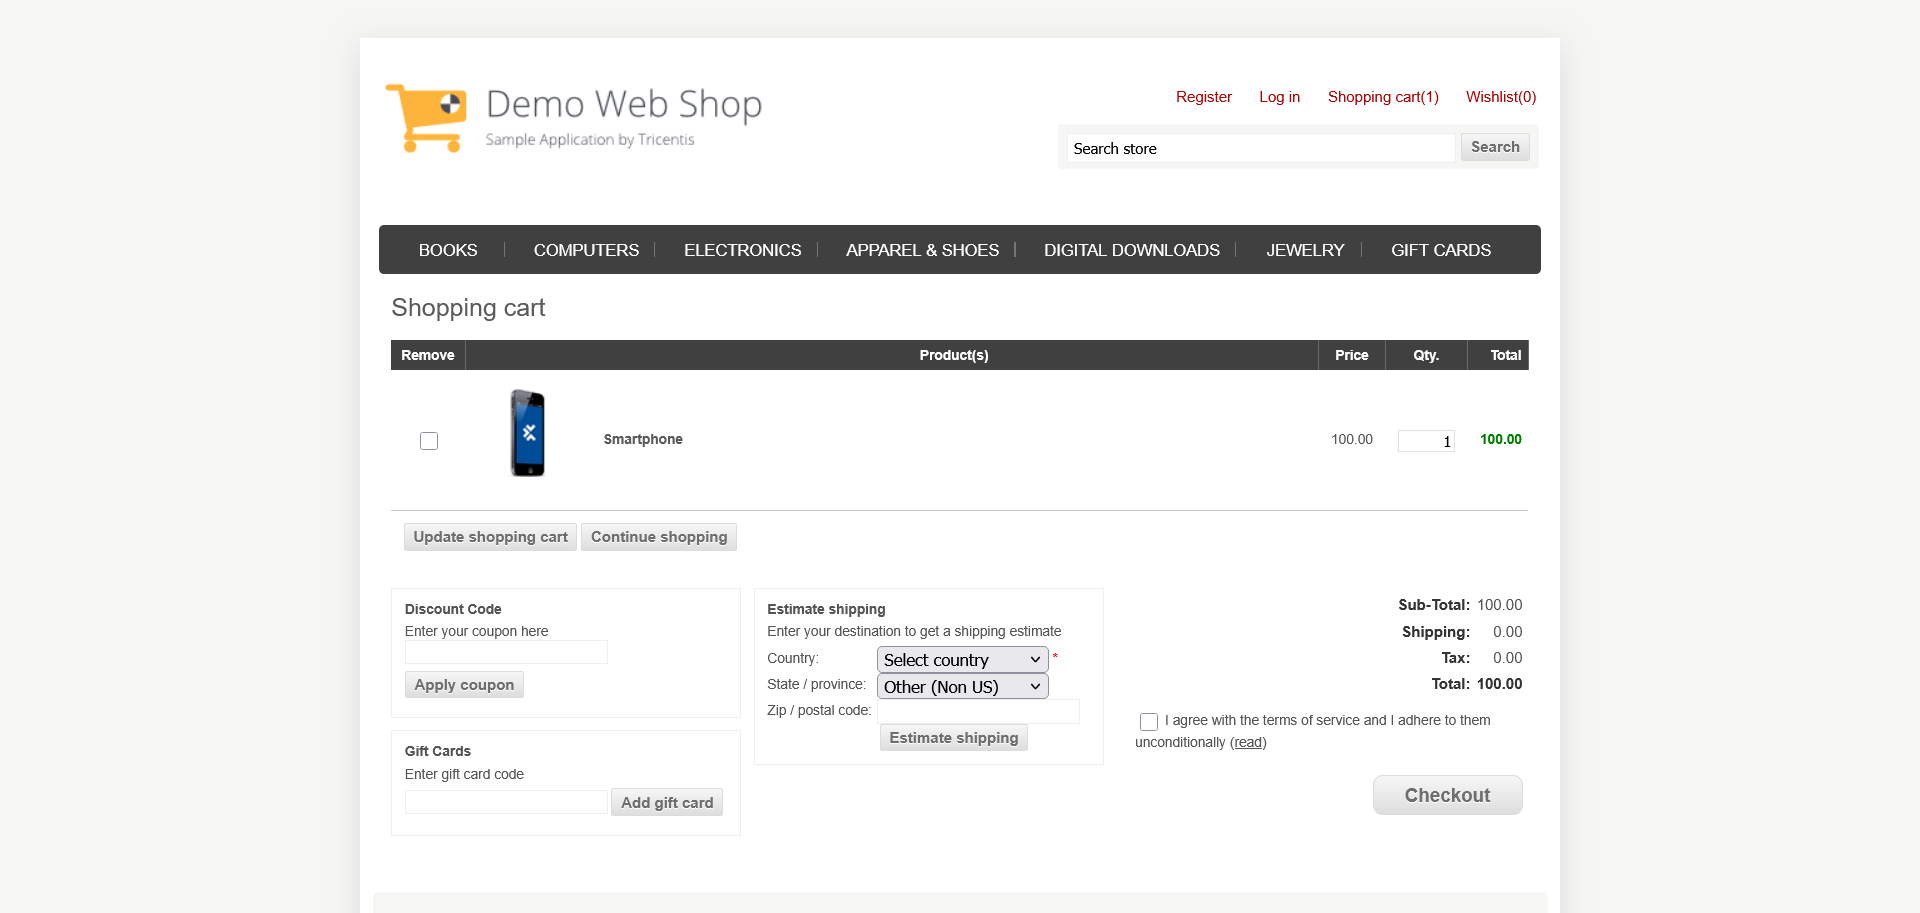 Demo Web Shop
Sample Application by Tricentis
Register Log in Shopping cart(1) Wishlist(0)
Search store Search
BOOKS COMPUTERS ELECTRONICS APPAREL & SHOES DIGITAL DOWNLOADS JEWELRY GIFT CARDS
Shopping cart
Remove Product(s) Price Qty. Total
Smartphone 100.00 1 100.00
Update shopping cart Continue shopping
Discount Code
Enter your coupon here
Apply coupon
Gift Cards
Enter gift card code
Add gift card
Estimate shipping
Enter your destination to get a shipping estimate
Country: Select country *
State / province: Other (Non US)
Zip / postal code:
Estimate shipping
Sub-Total: 100.00
Shipping: 0.00
Tax: 0.00
Total: 100.00
I agree with the terms of service and I adhere to them
unconditionally (read)
Checkout